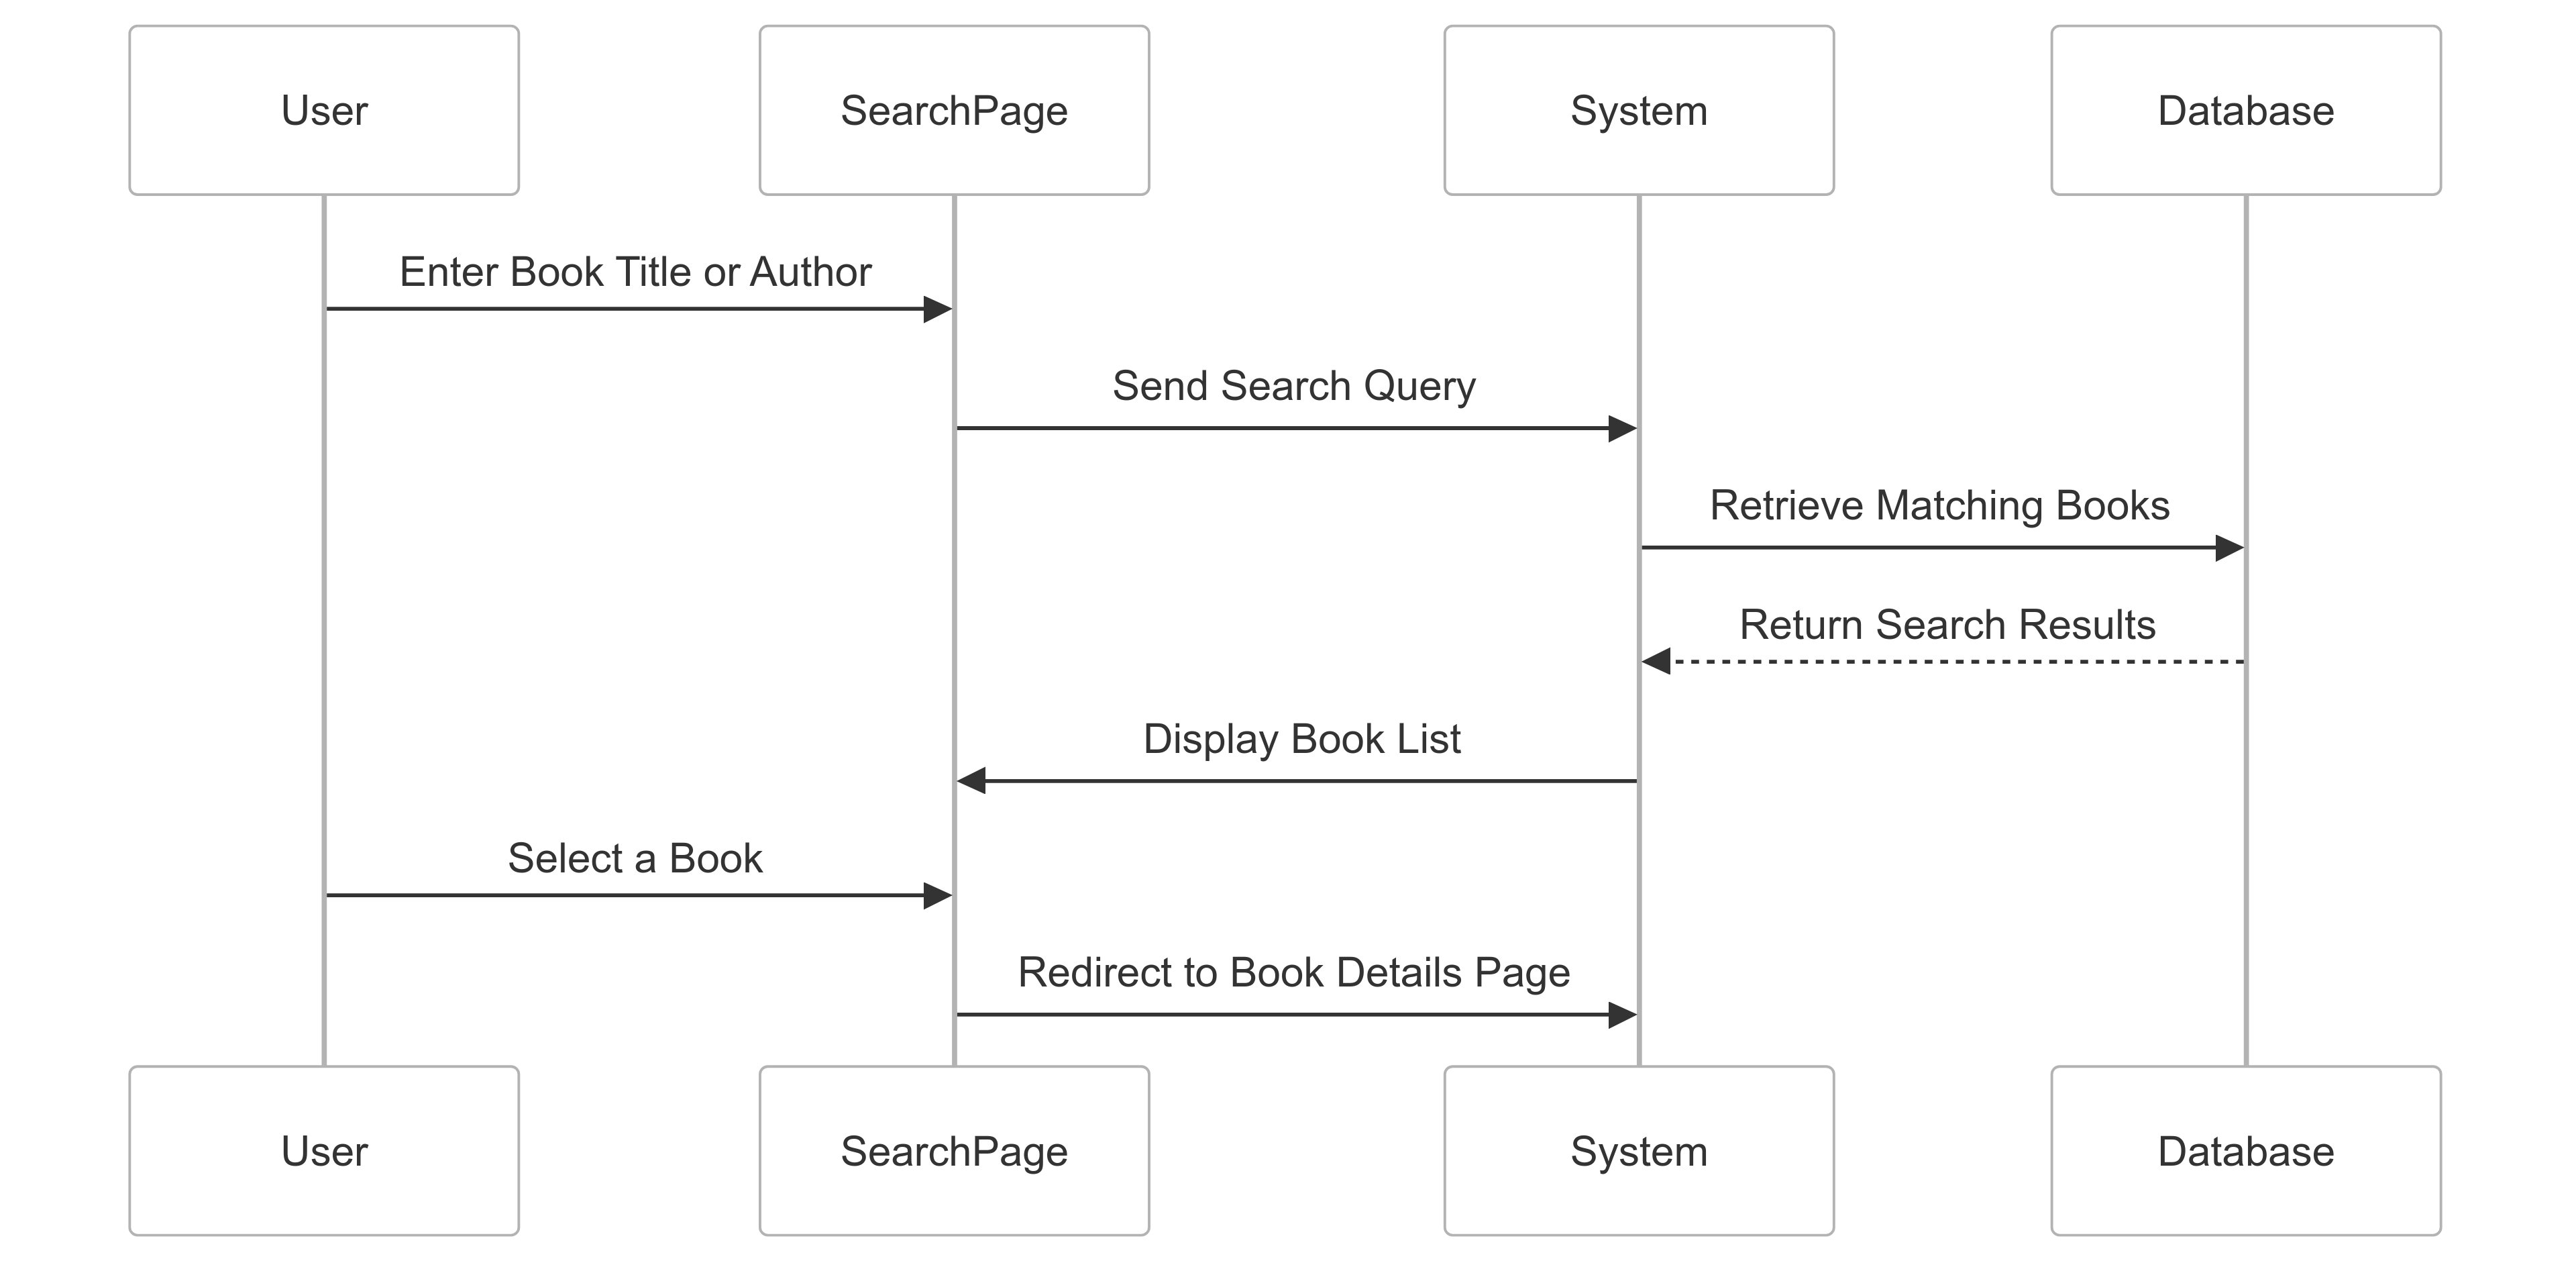 User
SearchPage
System
Database
Enter Book Title or Author
Send Search Query
Retrieve Matching Books
Return Search Results
Display Book List
Select a Book
Redirect to Book Details Page
User
SearchPage
System
Database